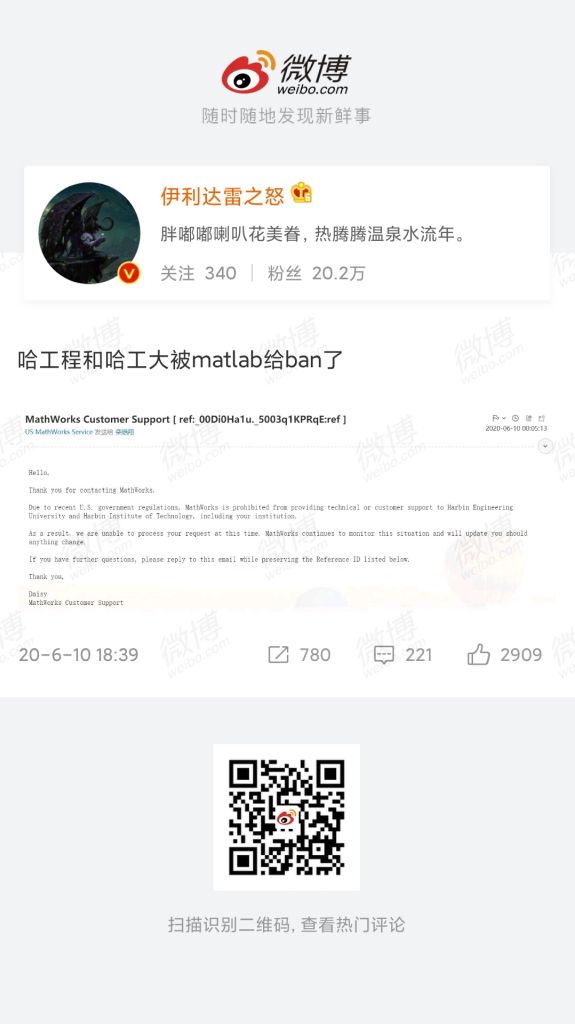 微博
weibo.com
随时随地发现新鲜事
伊利达雷之怒
胖嘟嘟喇叭花美眷，热腾腾温泉水流年。
关注 340 | 粉丝 20.2万
哈工程和哈工大被matlab给ban了
MathWorks Customer Support [ ref:_00Di0Ha1u._5003q1KPRqE:ref ]
US MathWorks Service 发送给
2020-06-10 00:05:13
Hello,
Thank you for contacting MathWorks.
Due to recent U.S. government regulations, MathWorks is prohibited from providing technical or customer support to Harbin Engineering
University and Harbin Institute of Technology, including your institution.
As a result, we are unable to process your request at this time. MathWorks continues to monitor this situation and will update you should
anything change.
If you have further questions, please reply to this email while preserving the Reference ID listed below.
Thank you,
Daisy
MathWorks Customer Support
20-6-10 18:39
780
221
2909
扫描识别二维码, 查看热门评论